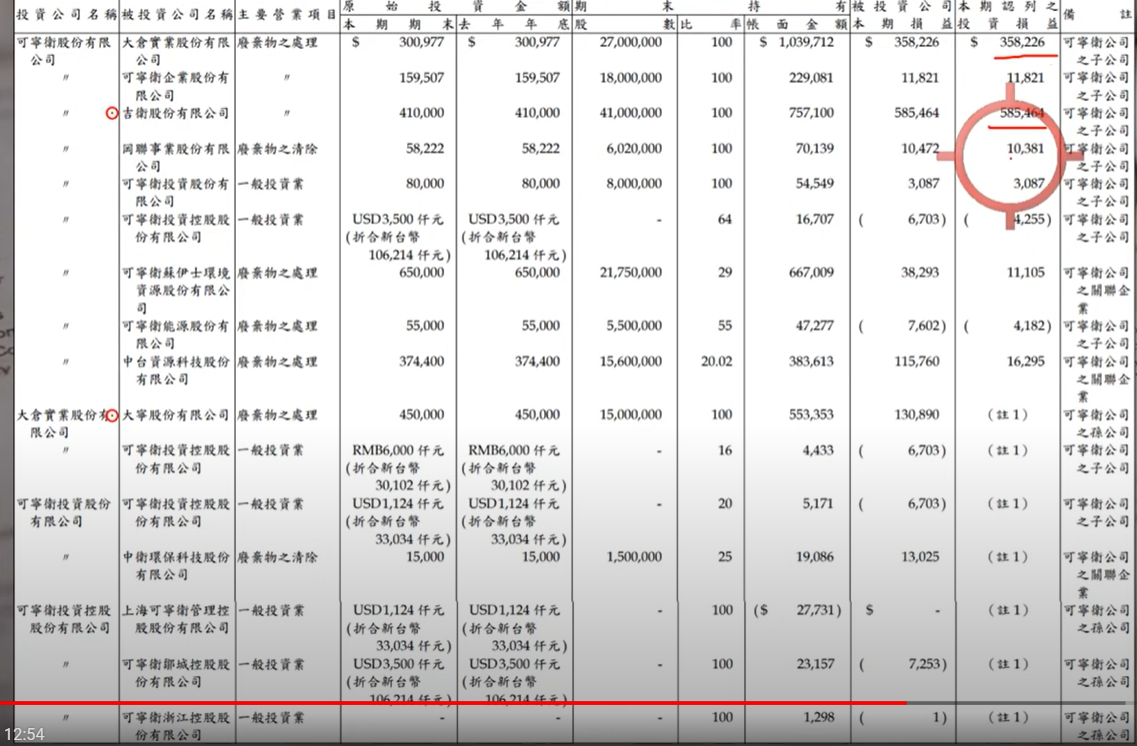 原 始 投 資 金 額 期 末 持 有 被投資公司 本期認列之
投資公司名稱 被投資公司名稱 主要營業項目 本 期 期 末 去 年 年 底 股 數 比 率 帳 面 金 額 本 期 損 益 投 資 損 益 備 註
可寧衛股份有限 大倉實業股份有限 廢棄物之處理 $ 300,977 $ 300,977 27,000,000 100 $ 1,039,712 $ 358,226 $ 358,226 可寧衛公司
公司 公司 之子公司
〃 可寧衛企業股份有 〃 159,507 159,507 18,000,000 100 229,081 11,821 11,821 可寧衛公司
限公司 之子公司
〃 吉衛股份有限公司 〃 410,000 410,000 41,000,000 100 757,100 585,464 585,464 可寧衛公司
之子公司
〃 岡聯事業股份有限 廢棄物之清除 58,222 58,222 6,020,000 100 70,139 10,472 10,381 可寧衛公司
公司 之子公司
〃 可寧衛投資股份有 一般投資業 80,000 80,000 8,000,000 100 54,549 3,087 3,087 可寧衛公司
限公司 之子公司
〃 可寧衛投資控股股 一般投資業 USD3,500 仟元 USD3,500 仟元 - 64 16,707 ( 6,703) ( 4,255) 可寧衛公司
份有限公司 (折合新台幣 (折合新台幣 之子公司
106,214 仟元) 106,214 仟元)
〃 可寧衛蘇伊士環境 廢棄物之處理 650,000 650,000 21,750,000 29 667,009 38,293 11,105 可寧衛公司
資源股份有限公 之關聯企
司 業
〃 可寧衛能源股份有 廢棄物之處理 55,000 55,000 5,500,000 55 47,277 ( 7,602) ( 4,182) 可寧衛公司
限公司 之子公司
〃 中台資源科技股份 廢棄物之處理 374,400 374,400 15,600,000 20.02 383,613 115,760 16,295 可寧衛公司
有限公司 之關聯企
業
大倉實業股份有 大寧股份有限公司 廢棄物之處理 450,000 450,000 15,000,000 100 553,353 130,890 (註 1) 可寧衛公司
限公司 之孫公司
〃 可寧衛投資控股股 一般投資業 RMB6,000 仟元 RMB6,000 仟元 - 16 4,433 ( 6,703) (註 1) 可寧衛公司
份有限公司 (折合新台幣 (折合新台幣 之子公司
30,102 仟元) 30,102 仟元)
可寧衛投資股份 可寧衛投資控股股 一般投資業 USD1,124 仟元 USD1,124 仟元 - 20 5,171 ( 6,703) (註 1) 可寧衛公司
有限公司 份有限公司 (折合新台幣 (折合新台幣 之子公司
33,034 仟元) 33,034 仟元)
〃 中衛環保科技股份 廢棄物之清除 15,000 15,000 1,500,000 25 19,086 13,025 (註 1) 可寧衛公司
有限公司 之關聯企
業
可寧衛投資控股 上海可寧衛管理控 一般投資業 USD1,124 仟元 USD1,124 仟元 - 100 ($ 27,731) $ - (註 1) 可寧衛公司
股份有限公司 股股份有限公司 (折合新台幣 (折合新台幣 之孫公司
33,034 仟元) 33,034 仟元)
〃 可寧衛鄒城控股股 一般投資業 USD3,500 仟元 USD3,500 仟元 - 100 23,157 ( 7,253) (註 1) 可寧衛公司
份有限公司 (折合新台幣 (折合新台幣 之孫公司
106,214 仟元) 106,214 仟元)
〃 可寧衛浙江控股股 一般投資業 - - - 100 1,298 ( 1) (註 1) 可寧衛公司
份有限公司 之孫公司
12:54